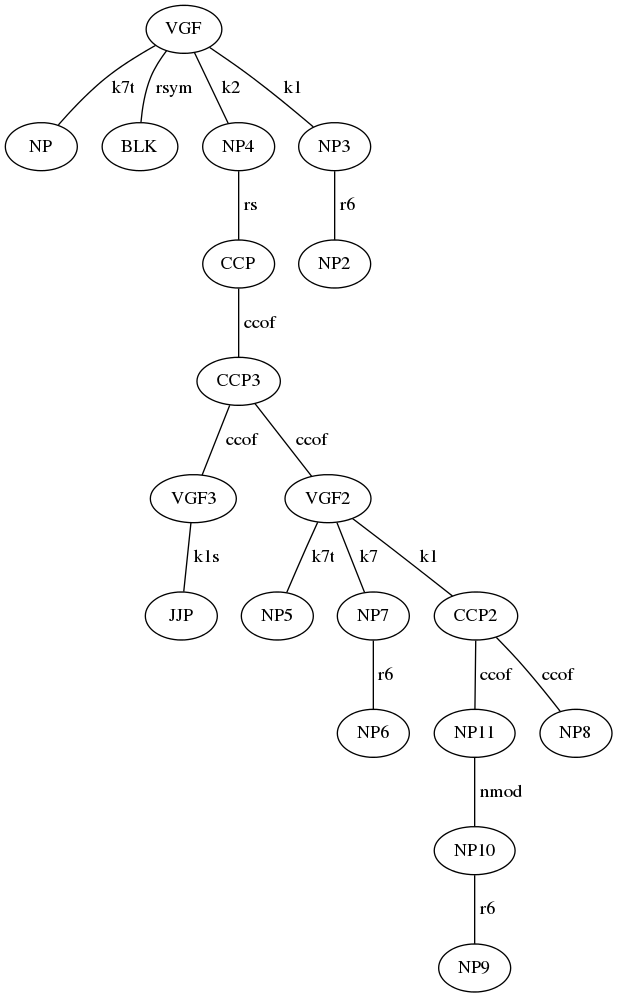 VGF
k7t rsym k2 k1
NP BLK NP4 NP3
rs r6
CCP NP2
ccof
CCP3
ccof ccof
VGF3 VGF2
k1s k7t k7 k1
JJP NP5 NP7 CCP2
r6 ccof ccof
NP6 NP11 NP8
nmod
NP10
r6
NP9